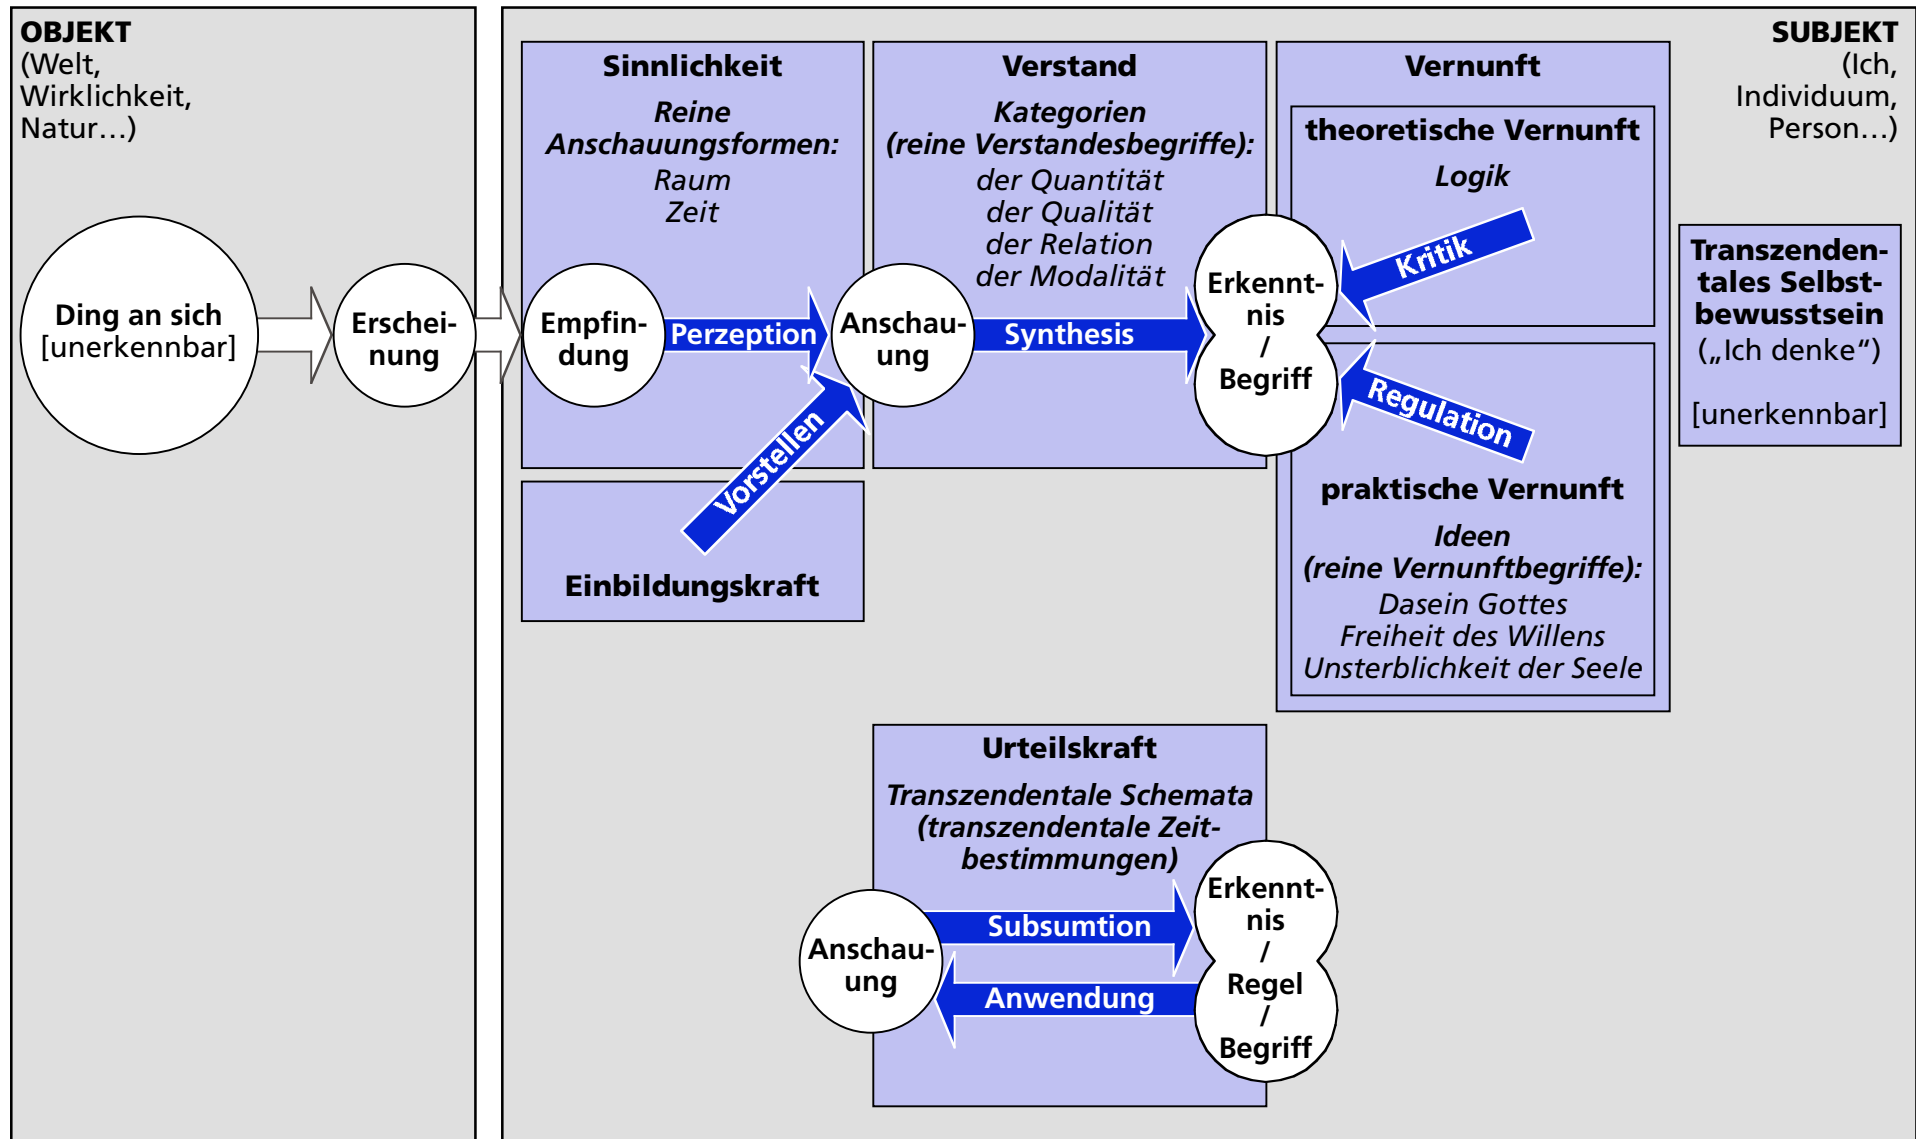 OBJEKT
(Welt,
Wirklichkeit,
Natur…)
Ding an sich
[unerkennbar]
Erschei-
nung
SUBJEKT
(Ich,
Individuum,
Person…)
Sinnlichkeit
Reine
Anschauungsformen:
Raum
Zeit
Empfin-
dung
Perzeption
Vorstellen
Einbildungskraft
Verstand
Kategorien
(reine Verstandesbegriffe):
der Quantität
der Qualität
der Relation
der Modalität
Anschau-
ung
Synthesis
Erkennt-
nis
/
Begriff
Vernunft
theoretische Vernunft
Logik
Kritik
Regulation
praktische Vernunft
Ideen
(reine Vernunftbegriffe):
Dasein Gottes
Freiheit des Willens
Unsterblichkeit der Seele
Transzenden-
tales Selbst-
bewusstsein
(„Ich denke“)
[unerkennbar]
Urteilskraft
Transzendentale Schemata
(transzendentale Zeit-
bestimmungen)
Anschau-
ung
Subsumtion
Anwendung
Erkennt-
nis
/
Regel
/
Begriff